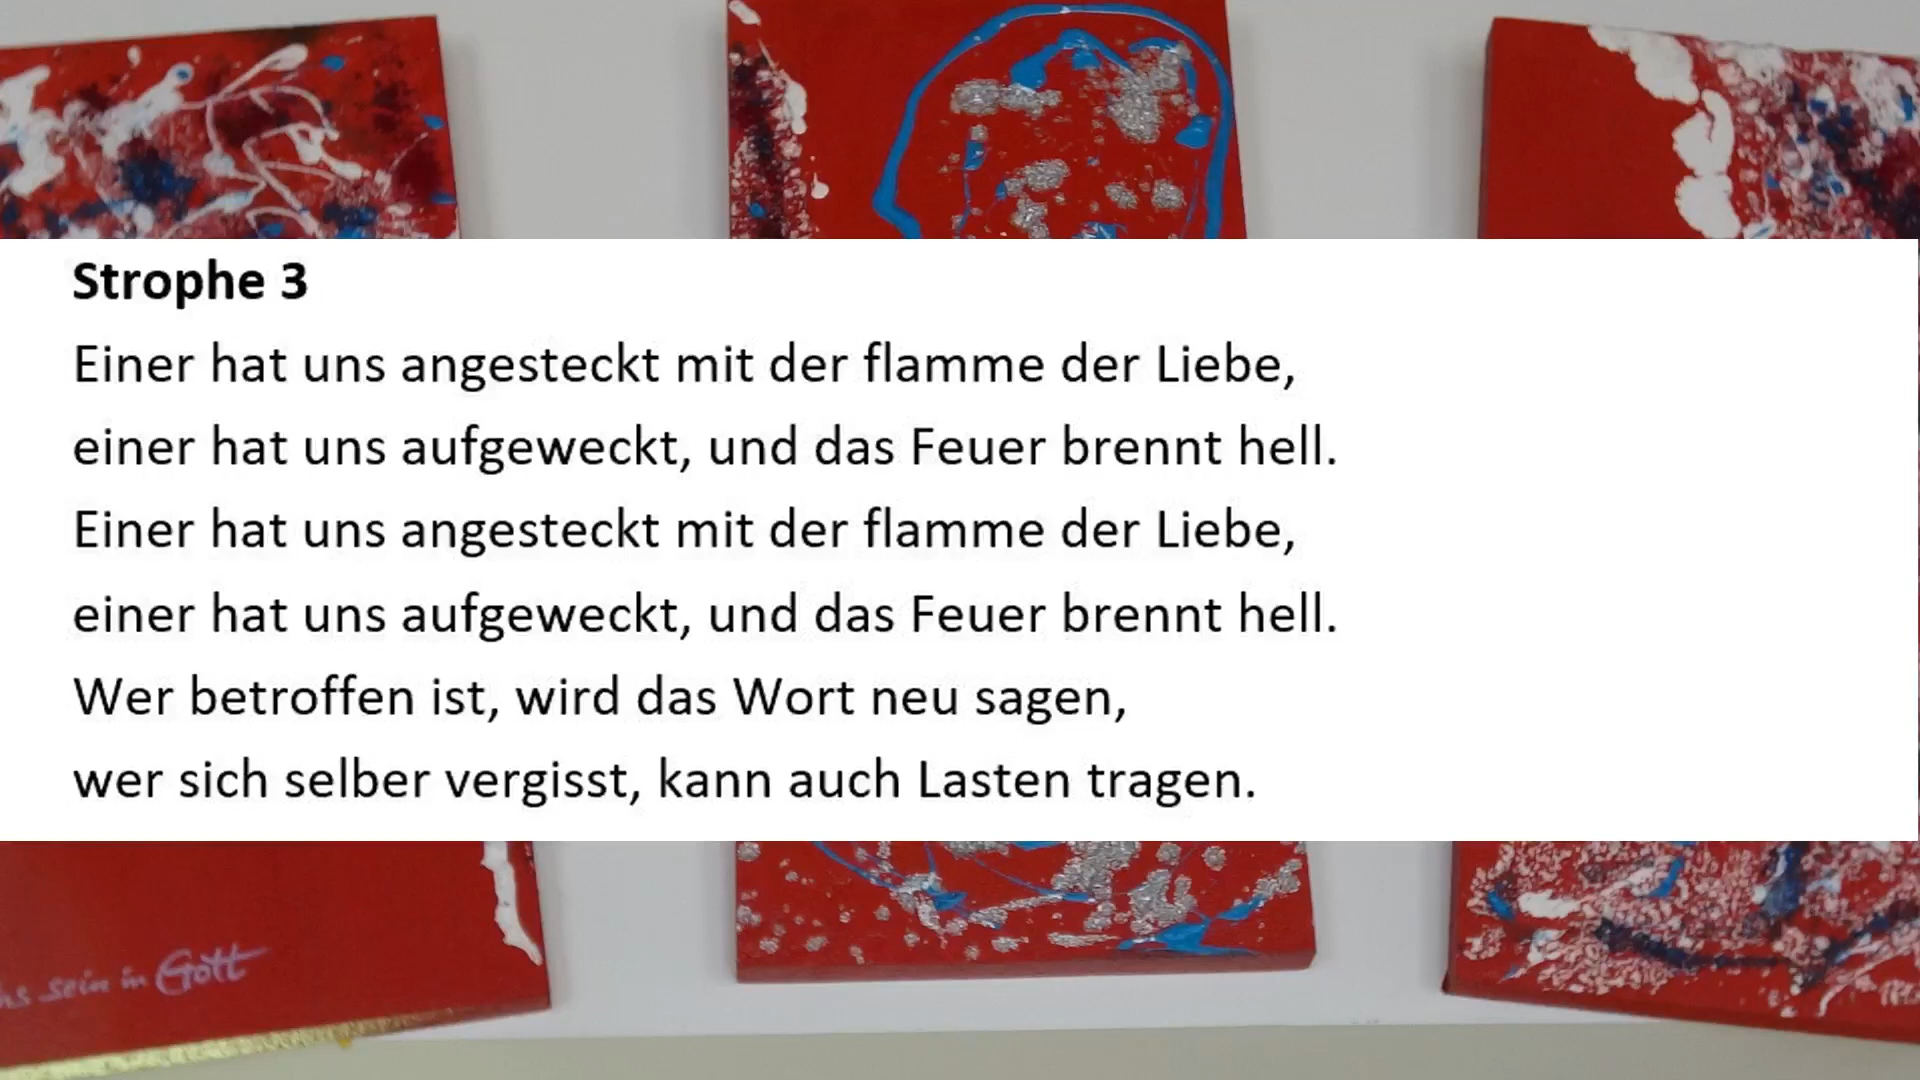 Strophe 3
Einer hat uns angesteckt mit der flamme der Liebe,
einer hat uns aufgeweckt, und das Feuer brennt hell.
Einer hat uns angesteckt mit der flamme der Liebe,
einer hat uns aufgeweckt, und das Feuer brennt hell.
Wer betroffen ist, wird das Wort neu sagen,
wer sich selber vergisst, kann auch Lasten tragen.
sein in Gott